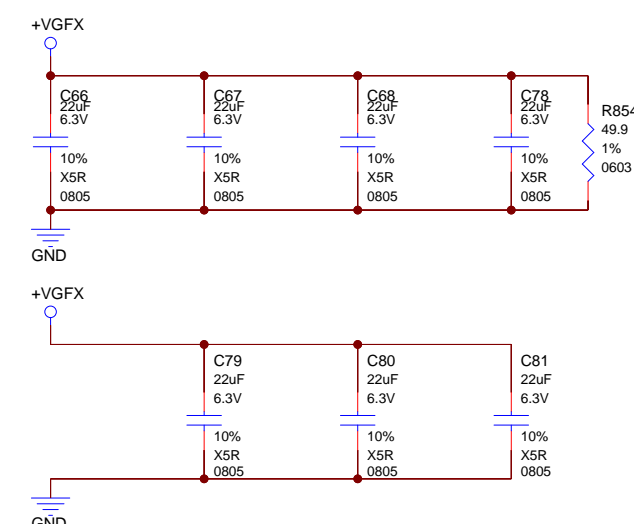 +VGFX
C66 C67 C68 C78
22uF 22uF 22uF 22uF
6.3V 6.3V 6.3V 6.3V
R854
49.9
1%
0603
10% 10% 10% 10%
X5R X5R X5R X5R
0805 0805 0805 0805
GND
+VGFX
C79 C80 C81
22uF 22uF 22uF
6.3V 6.3V 6.3V
10% 10% 10%
X5R X5R X5R
0805 0805 0805
GND